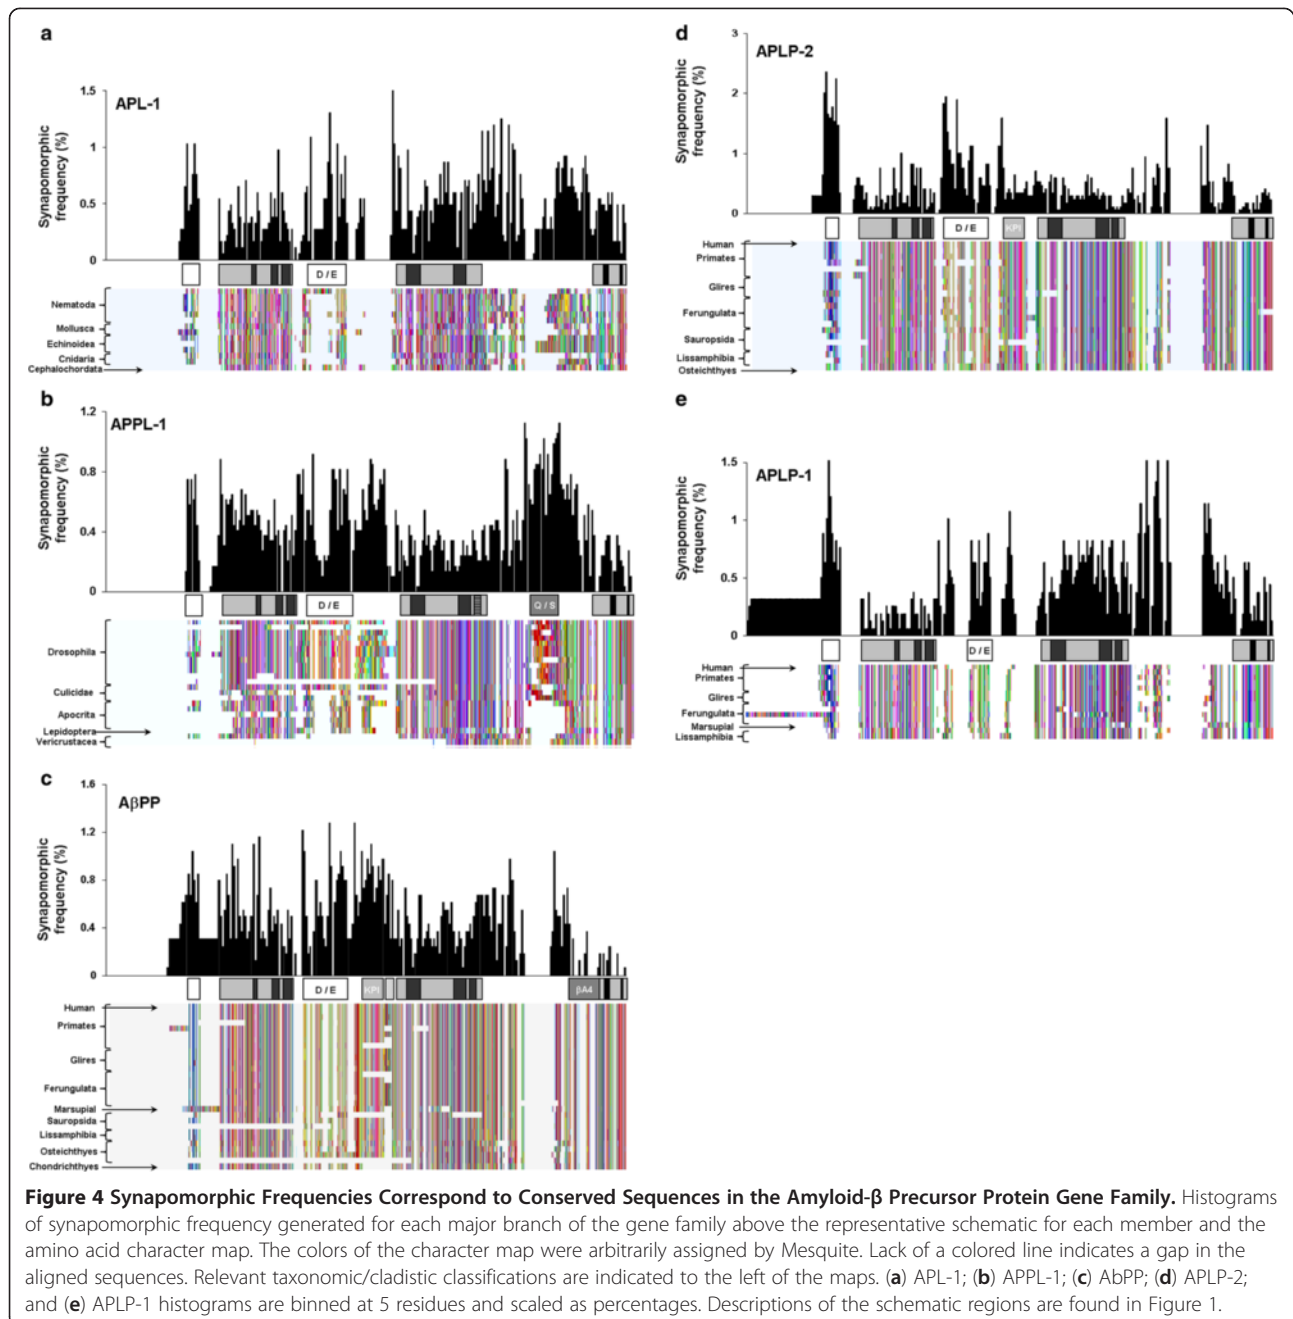 a
APL-1
Synapomorphic
frequency (%)
1.5
1
0.5
0
D / E
Nematoda
Mollusca
Echinoidea
Cnidaria
Cephalochordata
b
APPL-1
Synapomorphic
frequency (%)
1.2
0.8
0.4
0
D / E
Q / S
Drosophila
Culicidae
Apocrita
Lepidoptera
Vericrustacea
c
AβPP
Synapomorphic
frequency (%)
1.6
1.2
0.8
0.4
0
D / E
KPI
βA4
Human
Primates
Glires
Ferungulata
Marsupial
Sauropsida
Lissamphibia
Osteichthyes
Chondrichthyes
d
APLP-2
Synapomorphic
frequency (%)
3
2
1
0
D / E
KPI
Human
Primates
Glires
Ferungulata
Sauropsida
Lissamphibia
Osteichthyes
e
APLP-1
Synapomorphic
frequency (%)
1.5
1
0.5
0
D / E
Human
Primates
Glires
Ferungulata
Marsupial
Lissamphibia
Figure 4 Synapomorphic Frequencies Correspond to Conserved Sequences in the Amyloid-β Precursor Protein Gene Family. Histograms
of synapomorphic frequency generated for each major branch of the gene family above the representative schematic for each member and the
amino acid character map. The colors of the character map were arbitrarily assigned by Mesquite. Lack of a colored line indicates a gap in the
aligned sequences. Relevant taxonomic/cladistic classifications are indicated to the left of the maps. (a) APL-1; (b) APPL-1; (c) AbPP; (d) APLP-2;
and (e) APLP-1 histograms are binned at 5 residues and scaled as percentages. Descriptions of the schematic regions are found in Figure 1.